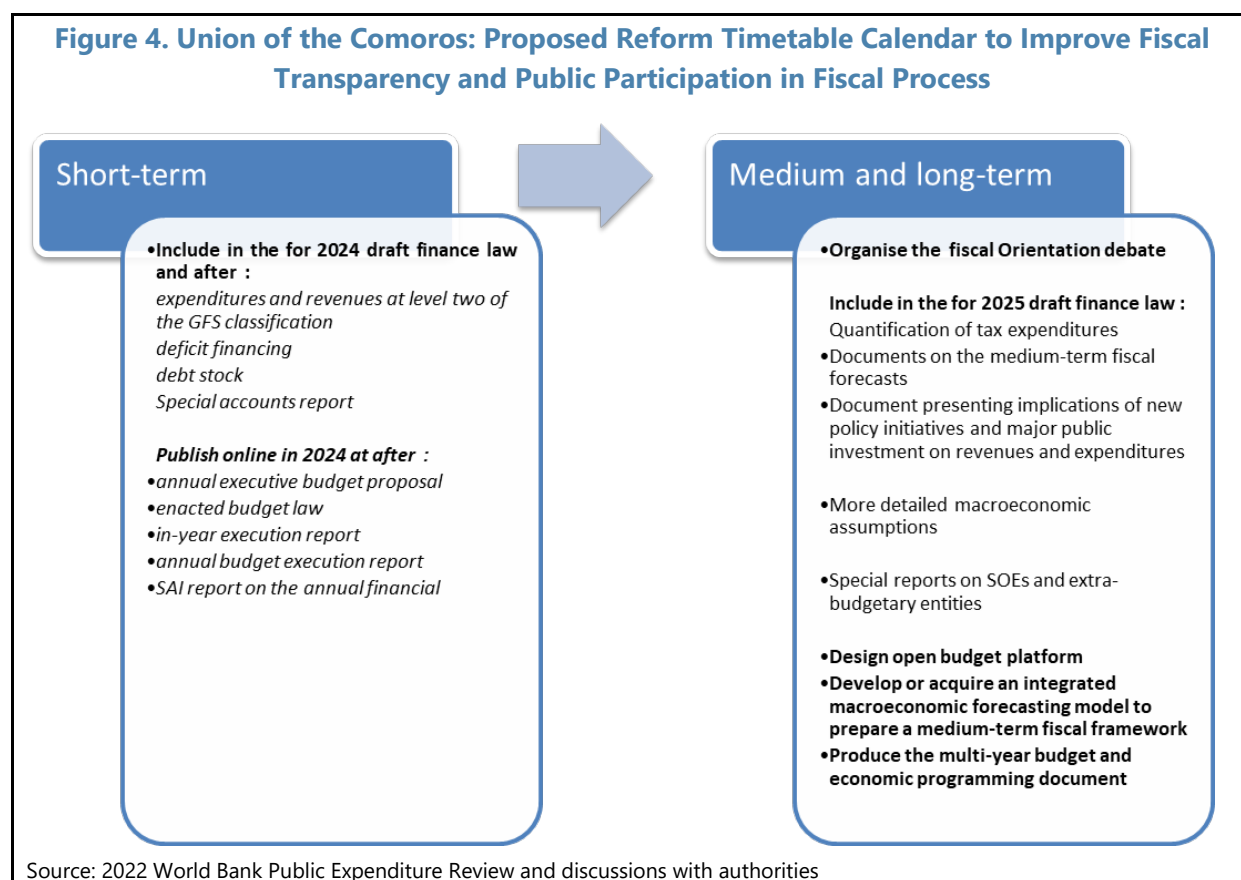 Figure 4. Union of the Comoros: Proposed Reform Timetable Calendar to Improve Fiscal
Transparency and Public Participation in Fiscal Process
Short-term
•Include in the for 2024 draft finance law
and after :
expenditures and revenues at level two of
the GFS classification
deficit financing
debt stock
Special accounts report
Publish online in 2024 at after :
•annual executive budget proposal
•enacted budget law
•in-year execution report
•annual budget execution report
•SAI report on the annual financial
Medium and long-term
•Organise the fiscal Orientation debate
Include in the for 2025 draft finance law :
Quantification of tax expenditures
•Documents on the medium-term fiscal
forecasts
•Document presenting implications of new
policy initiatives and major public
investment on revenues and expenditures
•More detailed macroeconomic
assumptions
•Special reports on SOEs and extra-
budgetary entities
•Design open budget platform
•Develop or acquire an integrated
macroeconomic forecasting model to
prepare a medium-term fiscal framework
•Produce the multi-year budget and
economic programming document
Source: 2022 World Bank Public Expenditure Review and discussions with authorities